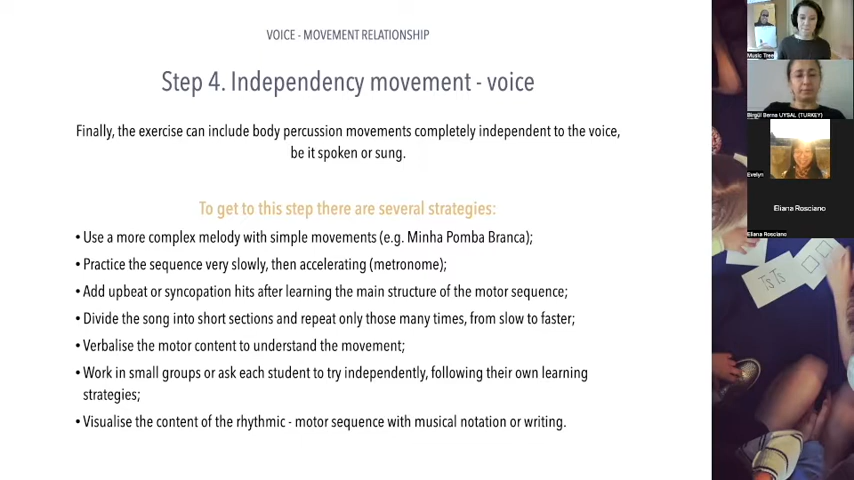 VOICE - MOVEMENT RELATIONSHIP
Step 4. Independency movement - voice
Finally, the exercise can include body percussion movements completely independent to the voice,
be it spoken or sung.
To get to this step there are several strategies:
• Use a more complex melody with simple movements (e.g. Minha Pomba Branca);
• Practice the sequence very slowly, then accelerating (metronome);
• Add upbeat or syncopation hits after learning the main structure of the motor sequence;
• Divide the song into short sections and repeat only those many times, from slow to faster;
• Verbalise the motor content to understand the movement;
• Work in small groups or ask each student to try independently, following their own learning
strategies;
• Visualise the content of the rhythmic - motor sequence with musical notation or writing.
Music Tree
Birgül Berna UYSAL (TURKEY)
Evelyn
Eliana Rosciano
Eliana Rosciano